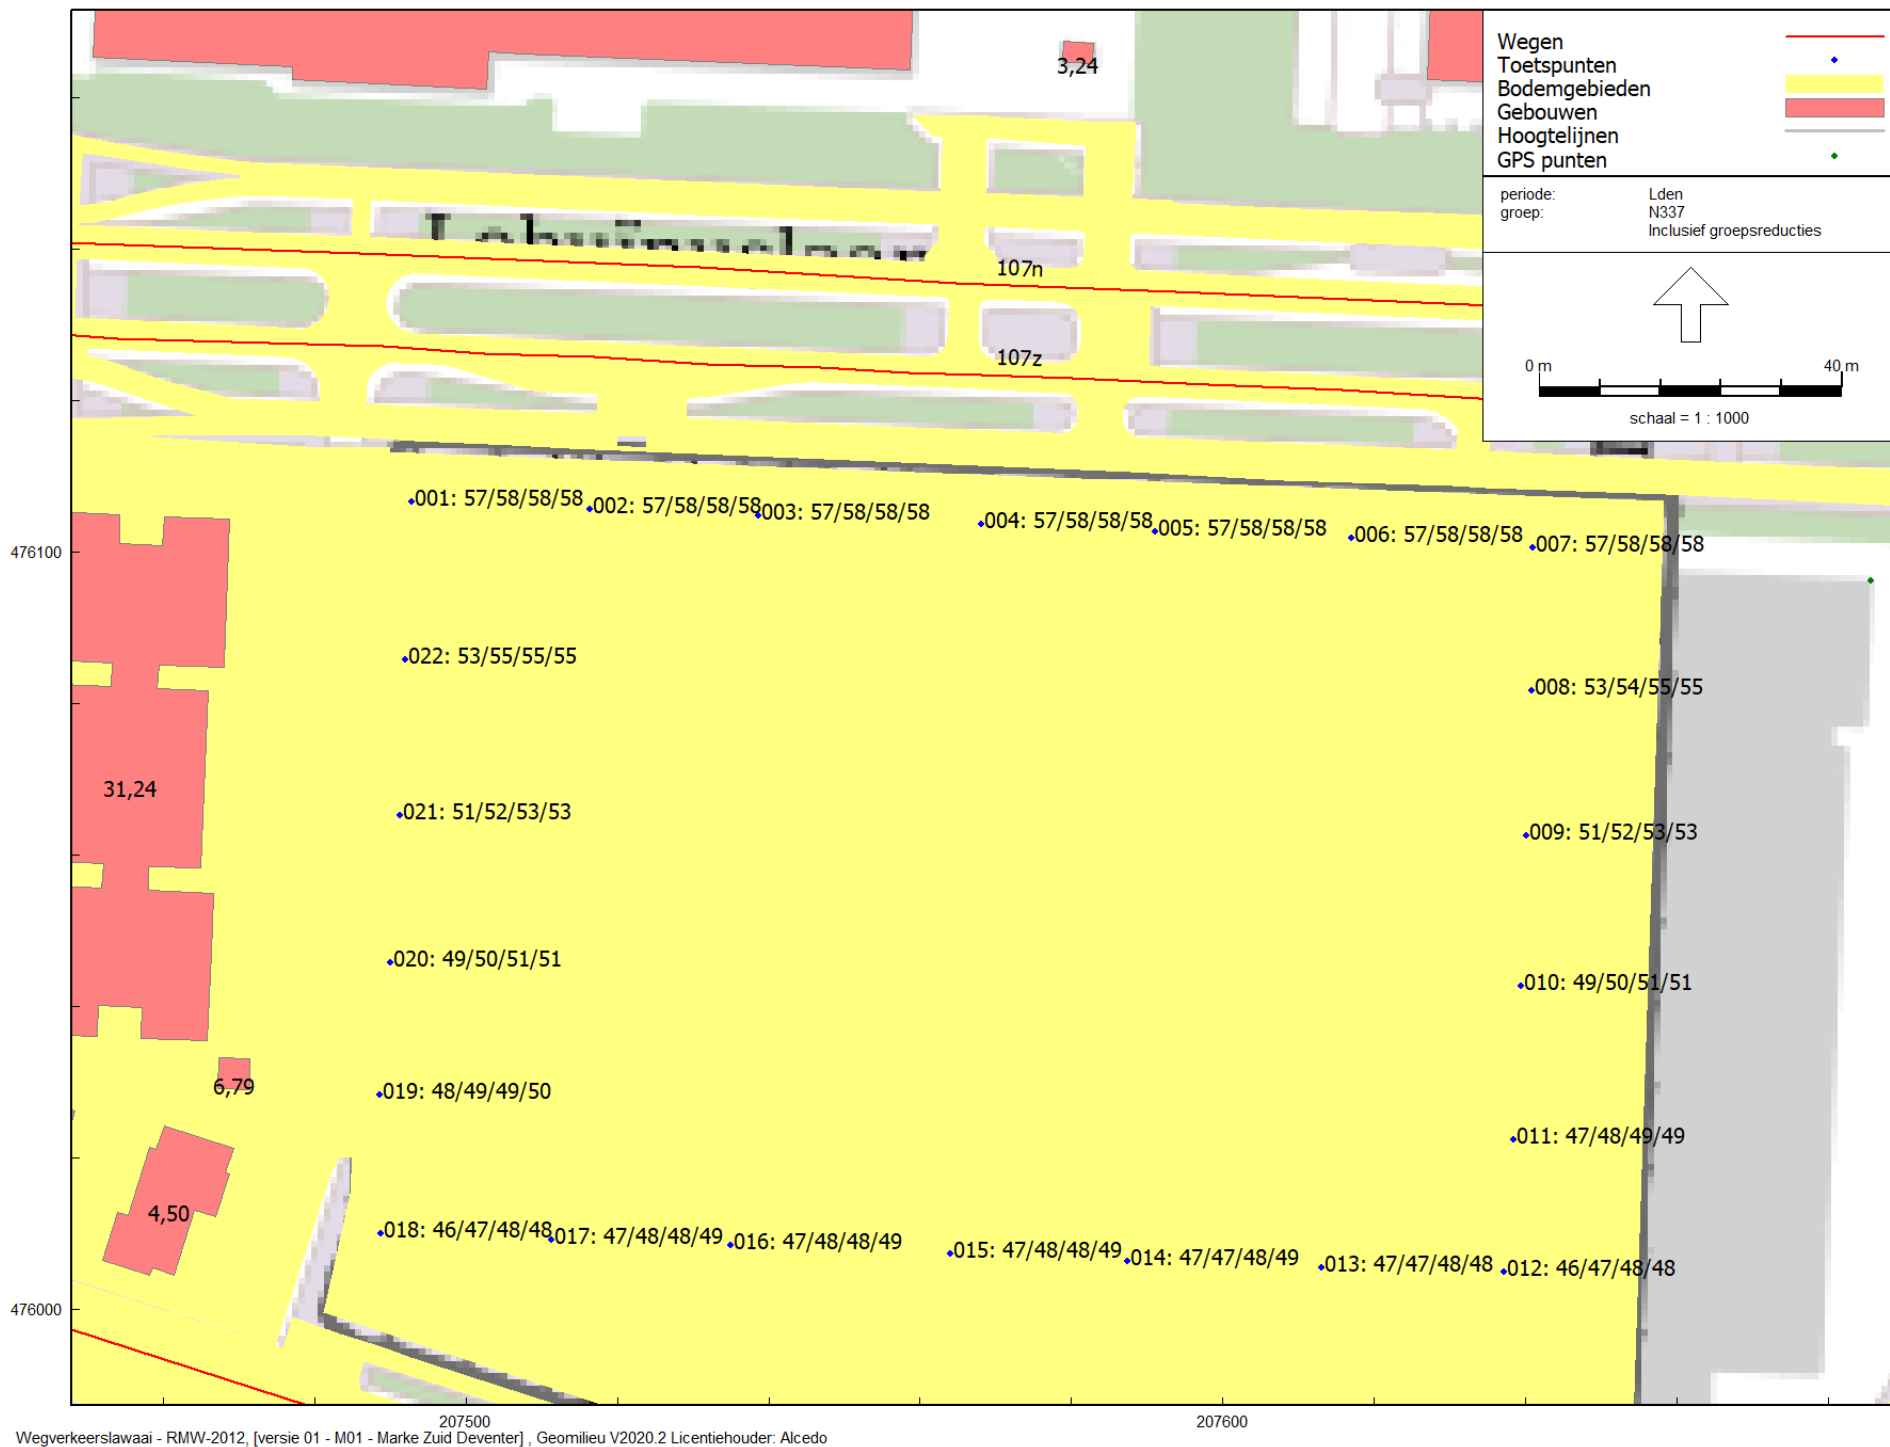 3,24
Wegen
Toetspunten
Bodemgebieden
Gebouwen
Hoogtelijnen
GPS punten
periode: Lden
groep: N337
Inclusief groepsreducties
0 m 40 m
schaal = 1 : 1000
107n
107z
001: 57/58/58/58
002: 57/58/58/58
003: 57/58/58/58
004: 57/58/58/58
005: 57/58/58/58
006: 57/58/58/58
007: 57/58/58/58
476100
022: 53/55/55/55
008: 53/54/55/55
31,24
021: 51/52/53/53
009: 51/52/53/53
020: 49/50/51/51
010: 49/50/51/51
6,79
019: 48/49/49/50
011: 47/48/49/49
4,50
018: 46/47/48/48
017: 47/48/48/49
016: 47/48/48/49
015: 47/48/48/49
014: 47/47/48/49
013: 47/47/48/48
012: 46/47/48/48
476000
207500
207600
Wegverkeerslawaai - RMW-2012, [versie 01 - M01 - Marke Zuid Deventer] , Geomilieu V2020.2 Licentiehouder: Alcedo